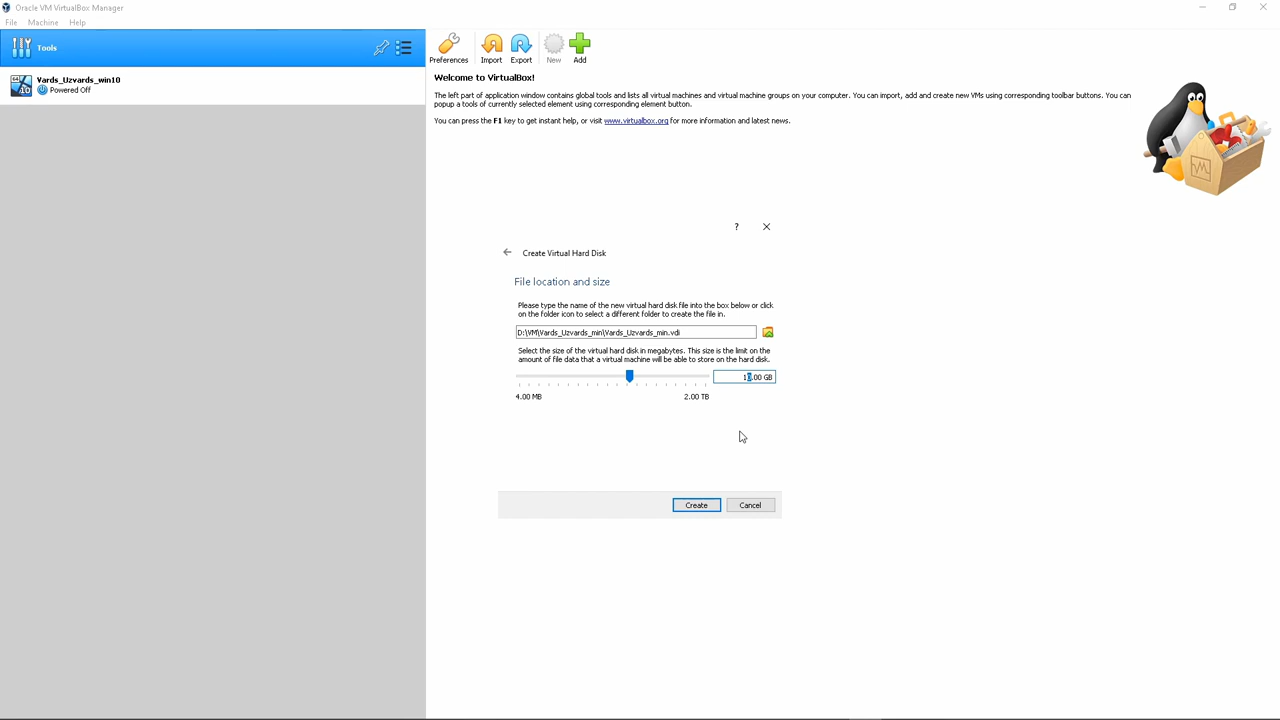 Oracle VM VirtualBox Manager
File Machine Help
Tools
Preferences Import Export New Add
64
10
Vards_Uzvards_win10
Powered Off
Welcome to VirtualBox!
The left part of application window contains global tools and lists all virtual machines and virtual machine groups on your computer. You can import, add and create new VMs using corresponding toolbar buttons. You can
popup a tools of currently selected element using corresponding element button.
You can press the F1 key to get instant help, or visit www.virtualbox.org for more information and latest news.
?
Create Virtual Hard Disk
File location and size
Please type the name of the new virtual hard disk file into the box below or click
on the folder icon to select a different folder to create the file in.
D:\VM\Vards_Uzvards_min\Vards_Uzvards_min.vdi
Select the size of the virtual hard disk in megabytes. This size is the limit on the
amount of file data that a virtual machine will be able to store on the hard disk.
10.00 GB
4.00 MB 2.00 TB
Create Cancel